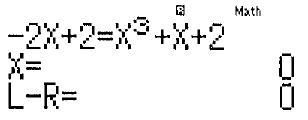 R Math
-2X+2=X³+X+2
X= 0
L-R= 0